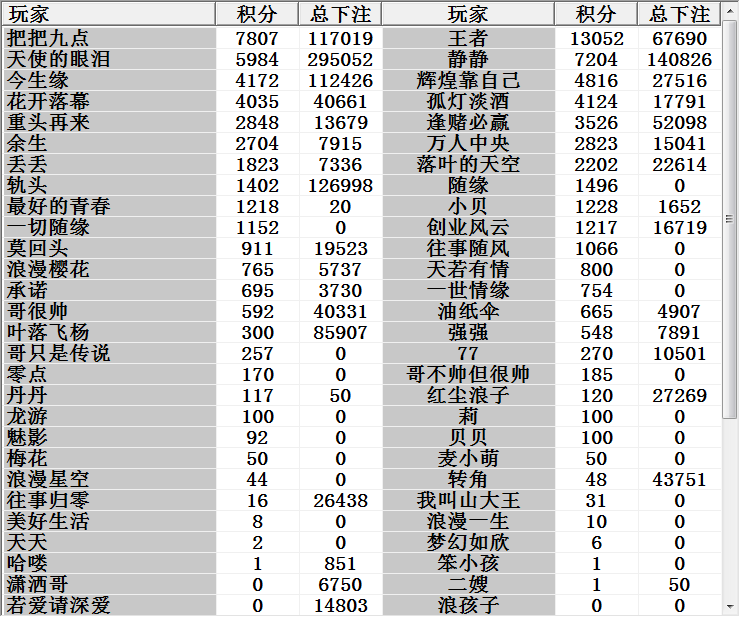 玩家 积分 总下注 玩家 积分 总下注
把把九点 7807 117019 王者 13052 67690
天使的眼泪 5984 295052 静静 7204 140826
今生缘 4172 112426 辉煌靠自己 4816 27516
花开落幕 4035 40661 孤灯淡酒 4124 17791
重头再来 2848 13679 逢赌必赢 3526 52098
余生 2704 7915 万人中央 2823 15041
丢丢 1823 7336 落叶的天空 2202 22614
轨头 1402 126998 随缘 1496 0
最好的青春 1218 20 小贝 1228 1652
一切随缘 1152 0 创业风云 1217 16719
莫回头 911 19523 往事随风 1066 0
浪漫樱花 765 5737 天若有情 800 0
承诺 695 3730 一世情缘 754 0
哥很帅 592 40331 油纸伞 665 4907
叶落飞杨 300 85907 强强 548 7891
哥只是传说 257 0 77 270 10501
零点 170 0 哥不帅但很帅 185 0
丹丹 117 50 红尘浪子 120 27269
龙游 100 0 莉 100 0
魅影 92 0 贝贝 100 0
梅花 50 0 麦小萌 50 0
浪漫星空 44 0 转角 48 43751
往事归零 16 26438 我叫山大王 31 0
美好生活 8 0 浪漫一生 10 0
天天 2 0 梦幻如欣 6 0
哈喽 1 851 笨小孩 1 0
潇洒哥 0 6750 二嫂 1 50
若爱请深爱 0 14803 浪孩子 0 0